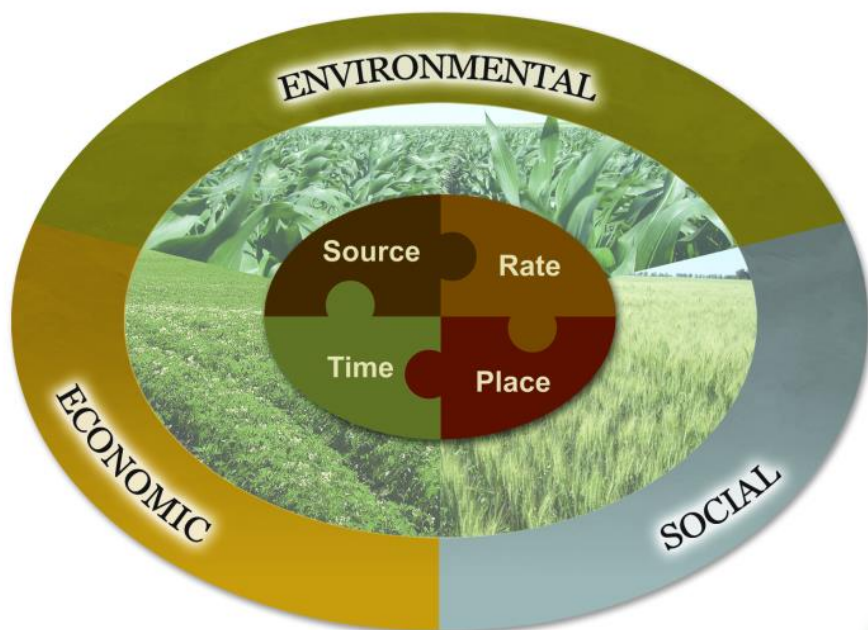 ENVIRONMENTAL
Source
Rate
Time
Place
ECONOMIC
SOCIAL